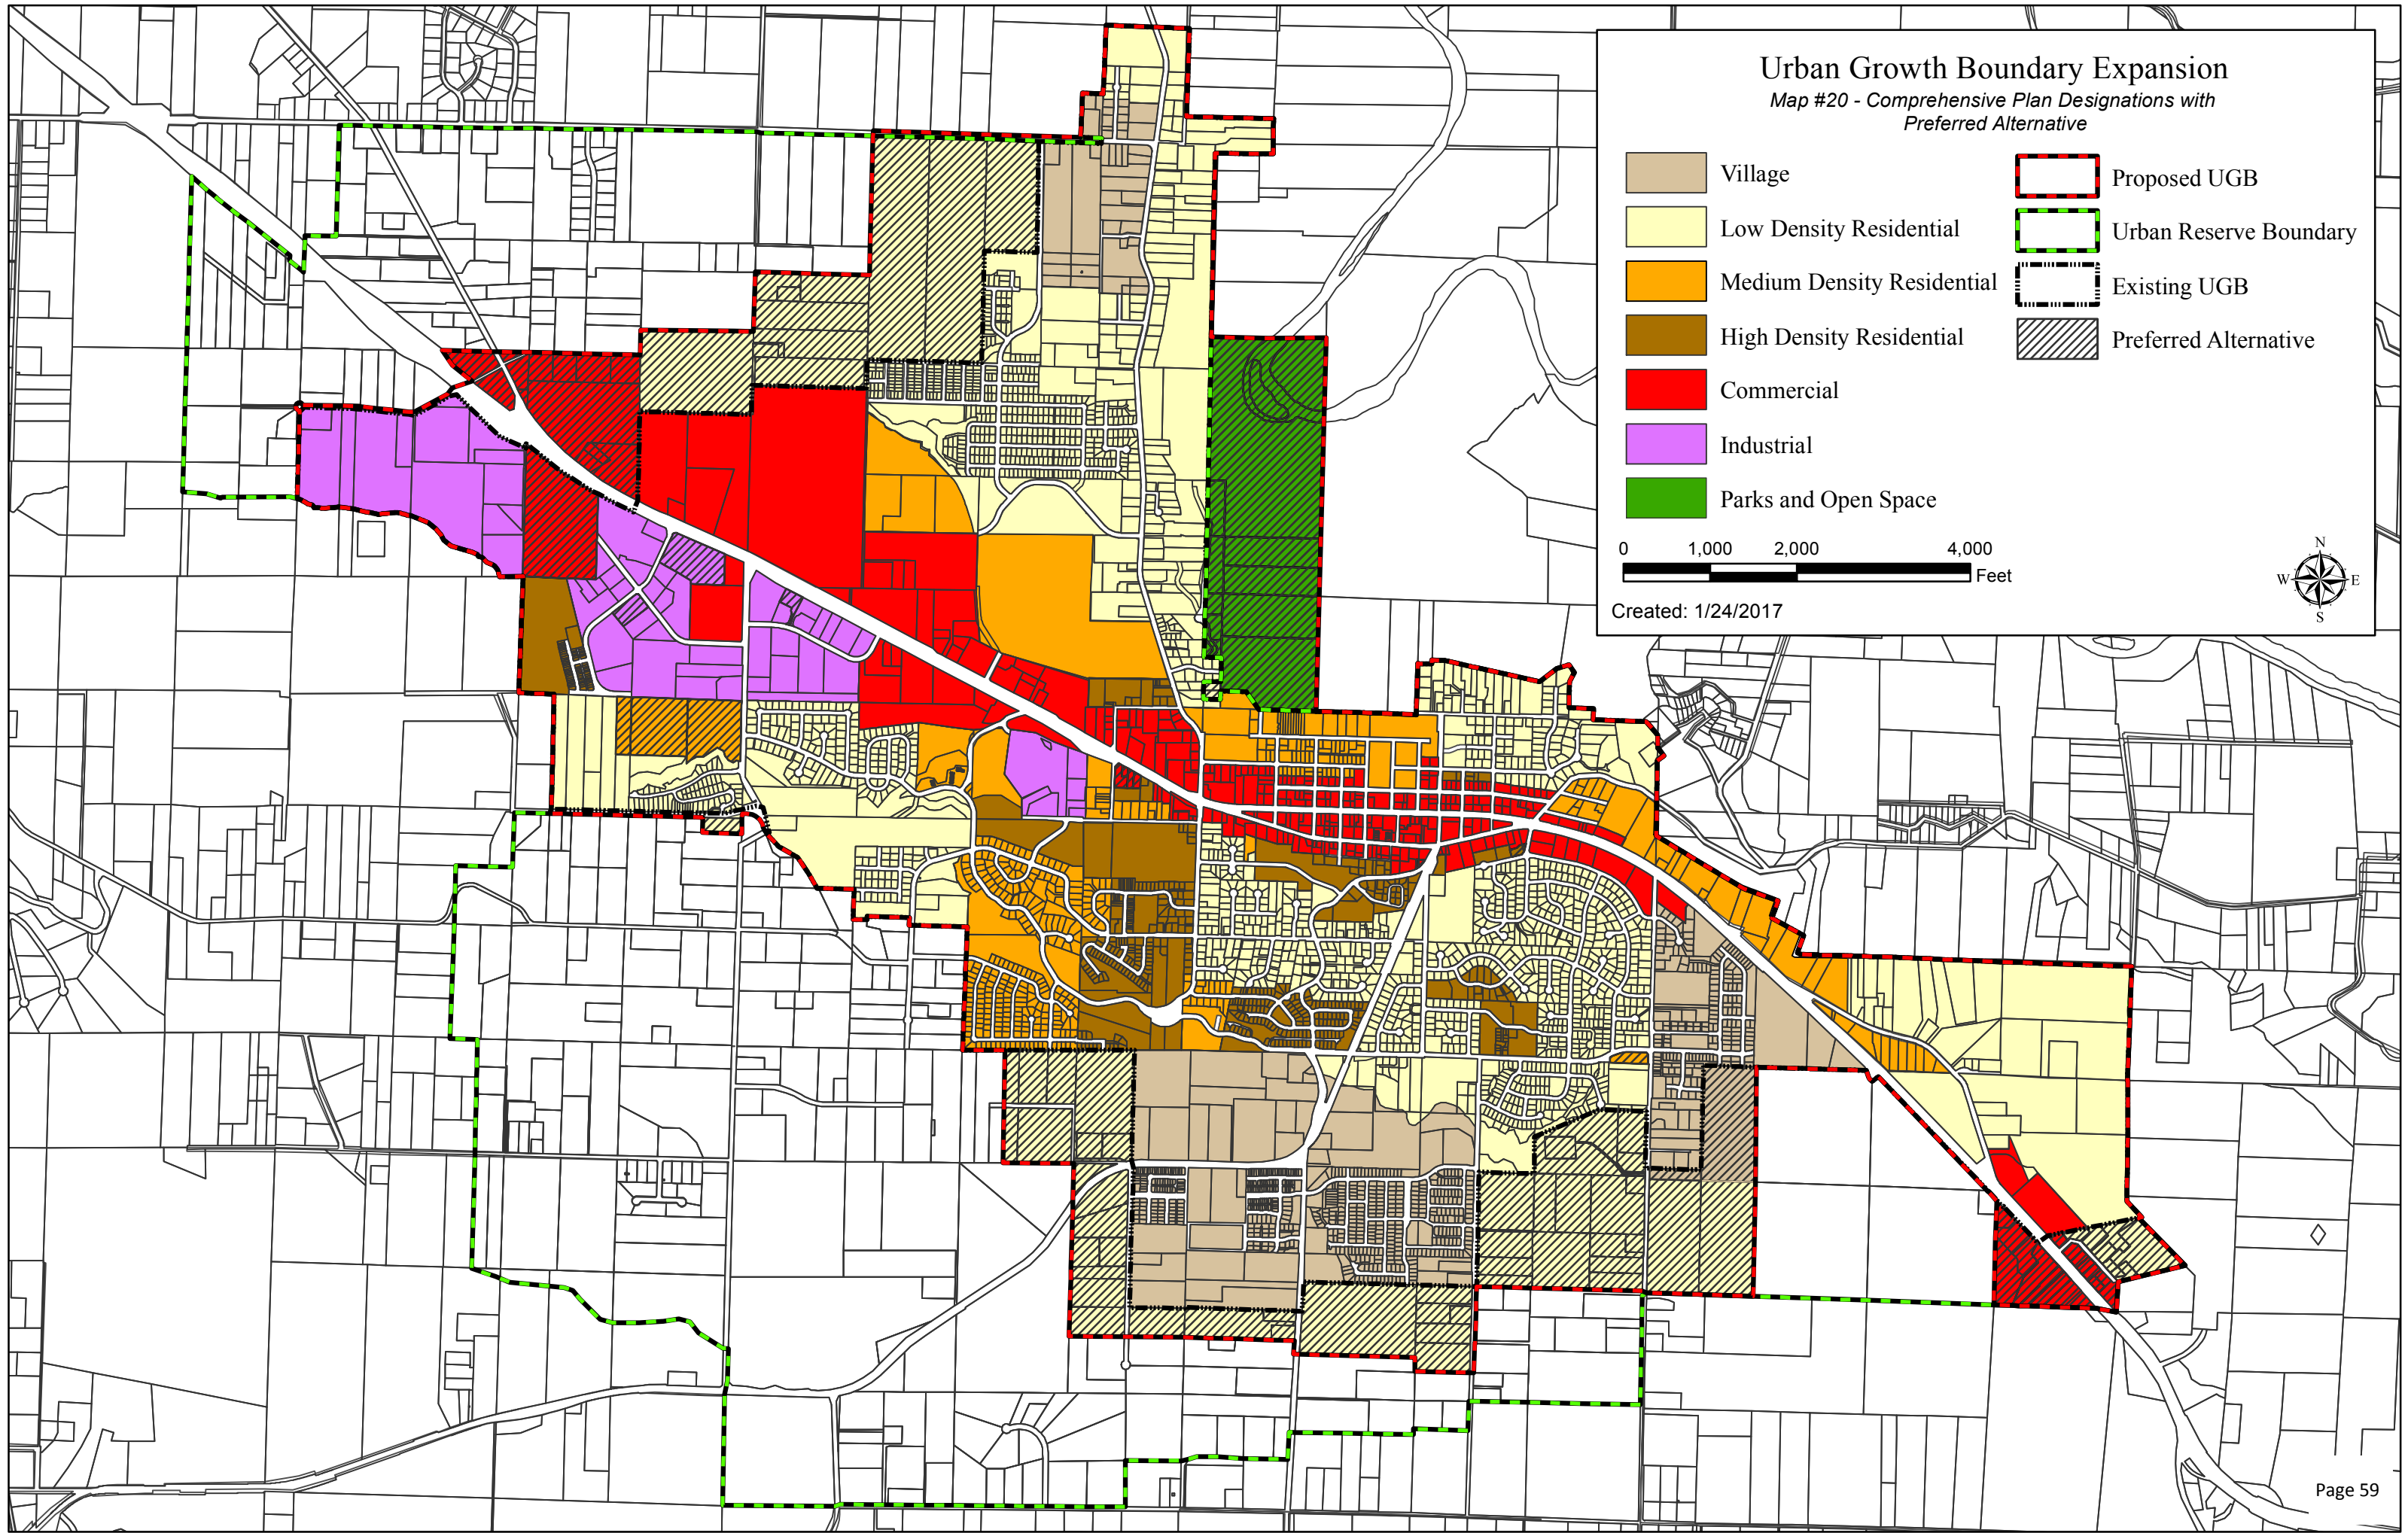 Urban Growth Boundary Expansion
Map #20 - Comprehensive Plan Designations with
Preferred Alternative
Village
Low Density Residential
Medium Density Residential
High Density Residential
Commercial
Industrial
Parks and Open Space
Proposed UGB
Urban Reserve Boundary
Existing UGB
Preferred Alternative
0 1,000 2,000 4,000
Feet
Created: 1/24/2017
N
W E
S
Page 59